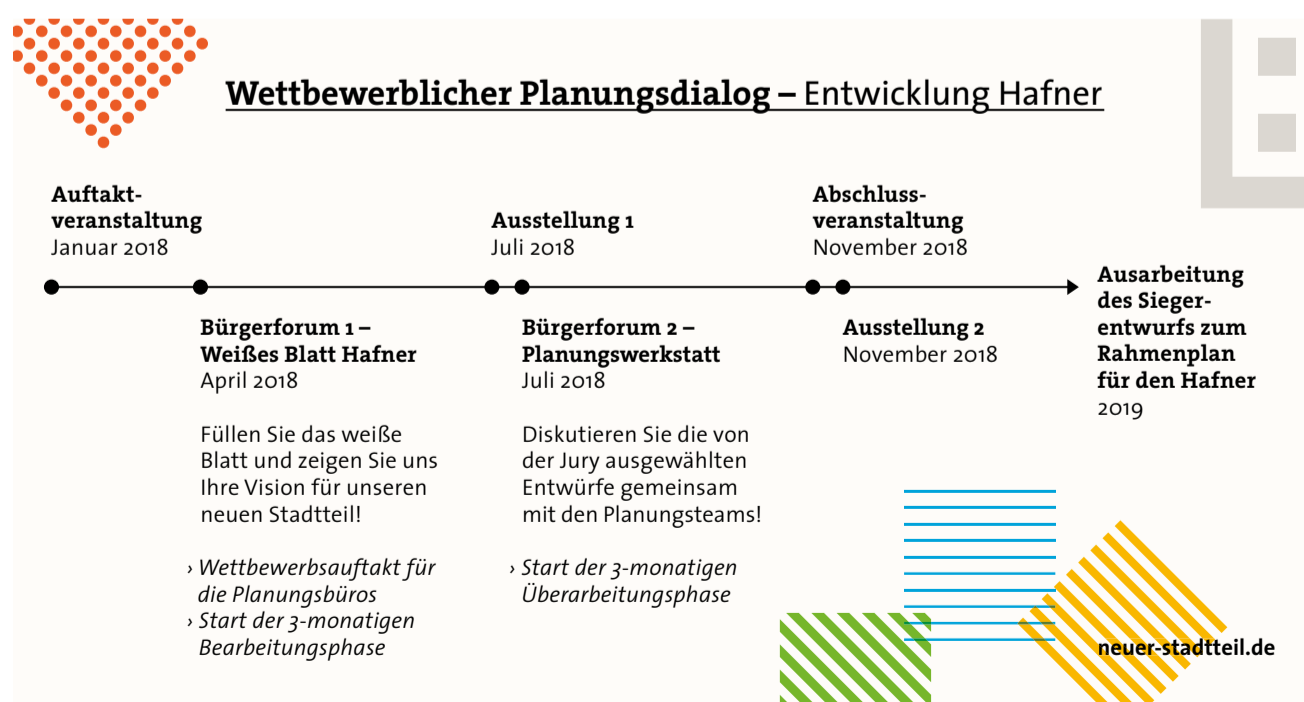 Wettbewerblicher Planungsdialog – Entwicklung Hafner
Auftakt-
veranstaltung
Januar 2018
Bürgerforum 1 –
Weißes Blatt Hafner
April 2018
Füllen Sie das weiße
Blatt und zeigen Sie uns
Ihre Vision für unseren
neuen Stadtteil!
› Wettbewerbsauftakt für
die Planungsbüros
› Start der 3-monatigen
Bearbeitungsphase
Ausstellung 1
Juli 2018
Bürgerforum 2 –
Planungswerkstatt
Juli 2018
Diskutieren Sie die von
der Jury ausgewählten
Entwürfe gemeinsam
mit den Planungsteams!
› Start der 3-monatigen
Überarbeitungsphase
Abschluss-
veranstaltung
November 2018
Ausstellung 2
November 2018
Ausarbeitung
des Sieger-
entwurfs zum
Rahmenplan
für den Hafner
2019
neuer-stadtteil.de